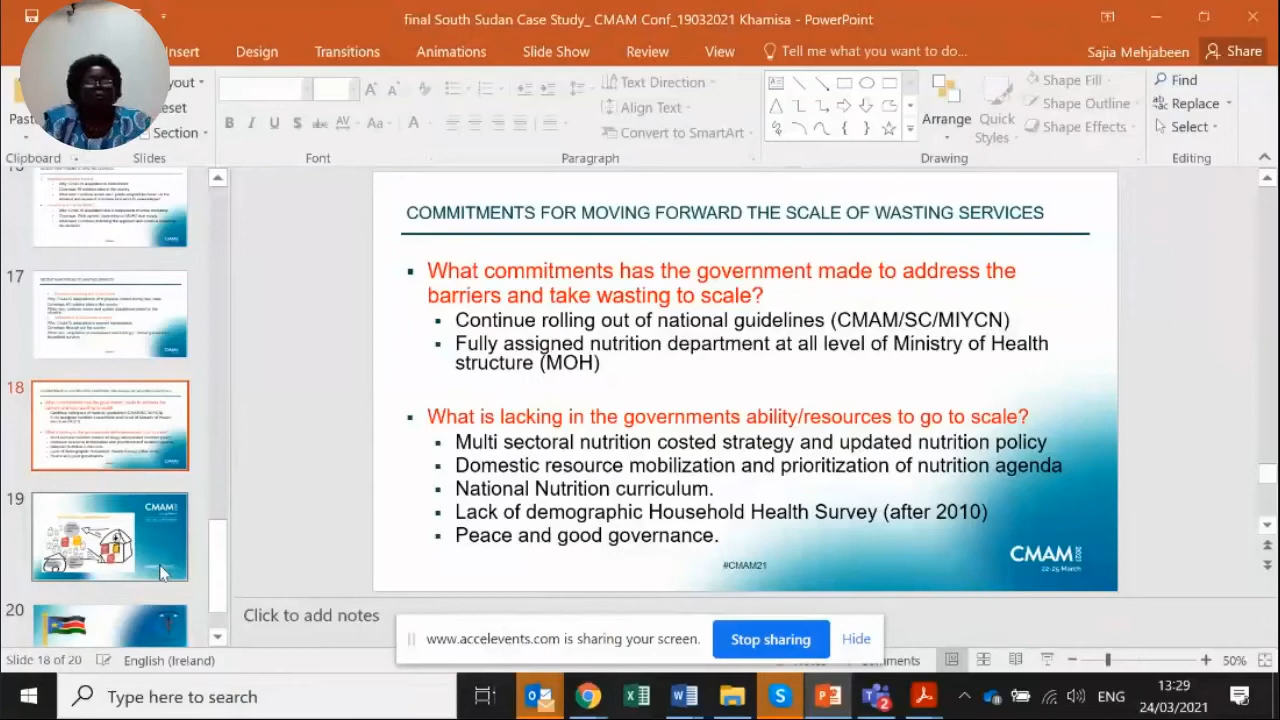 final South Sudan Case Study_ CMAM Conf_19032021 Khamisa - PowerPoint
Insert Design Transitions Animations Slide Show Review View Tell me what you want to do... Sajia Mehjabeen Share
Text Direction
Align Text
Convert to SmartArt
Arrange
Quick
Styles
Shape Fill
Shape Outline
Shape Effects
Find
Replace
Select
Section
Clipboard Slides Font Paragraph Drawing Editing
17
18
19
20
CMAM
COMMITMENTS FOR MOVING FORWARD THE SCALE OF WASTING SERVICES
What commitments has the government made to address the
barriers and take wasting to scale?
Continue rolling out of national guidelines (CMAM/SAM/MIYCN)
Fully assigned nutrition department at all level of Ministry of Health
structure (MOH)
What is lacking in the governments policies/resources to go to scale?
Multi sectorial nutrition costed strategic and updated nutrition policy
Domestic resource mobilization and prioritization of nutrition agenda
National Nutrition curriculum.
Lack of demographic Household Health Survey (after 2010)
Peace and good governance.
#CMAM21
CMAM 2021
22-25 March
Click to add notes
www.accelevents.com is sharing your screen. Stop sharing Hide
Slide 18 of 20 English (Ireland) 50%
Type here to search
ENG
13:29
24/03/2021